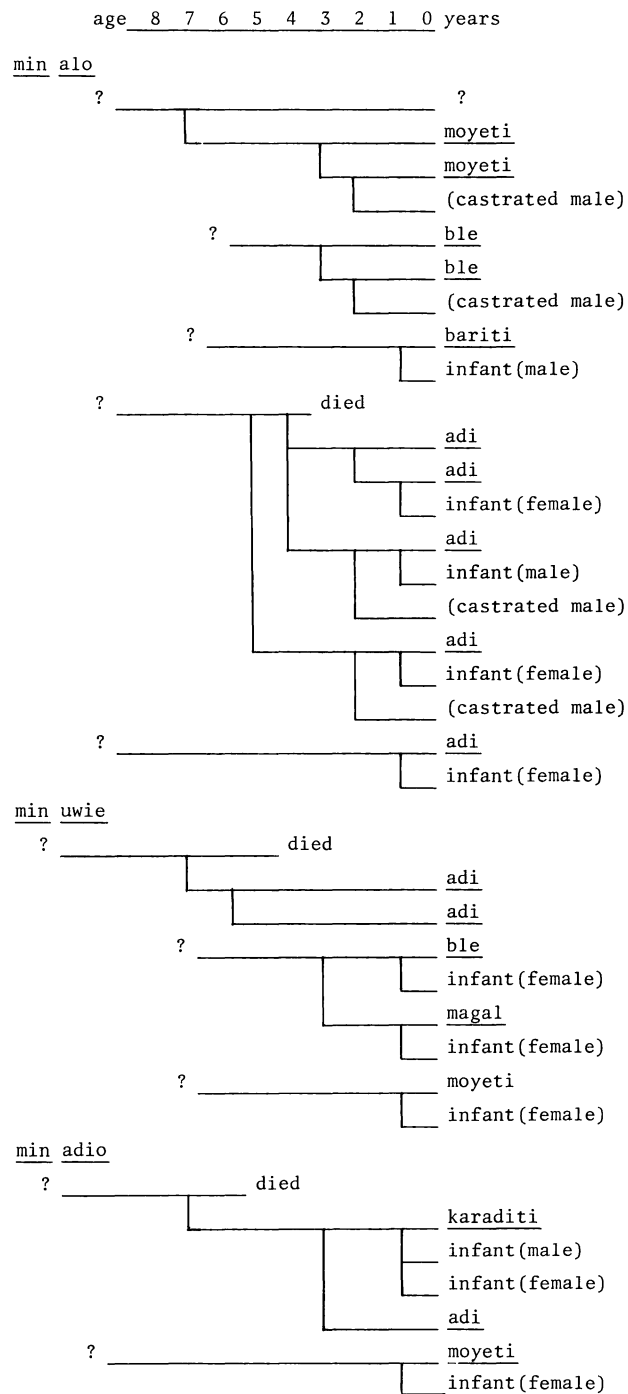 age 8 7 6 5 4 3 2 1 0 years
min alo
? ?
moyeti
moyeti
(castrated male)
? ble
ble
(castrated male)
? bariti
infant(male)
? died
adi
adi
infant(female)
adi
infant(male)
(castrated male)
adi
infant(female)
(castrated male)
? adi
infant(female)
min uwie
? died
adi
adi
? ble
infant(female)
magal
infant(female)
? moyeti
infant(female)
min adio
? died
karaditi
infant(male)
infant(female)
adi
? moyeti
infant(female)